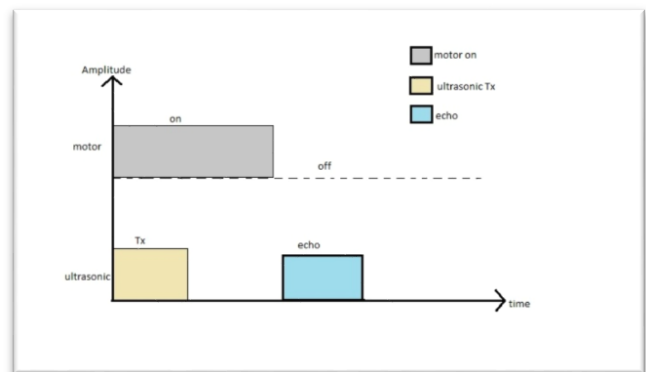 motor on
Amplitude
ultrasonic Tx
echo
on
motor
off
Tx
echo
ultrasonic
time